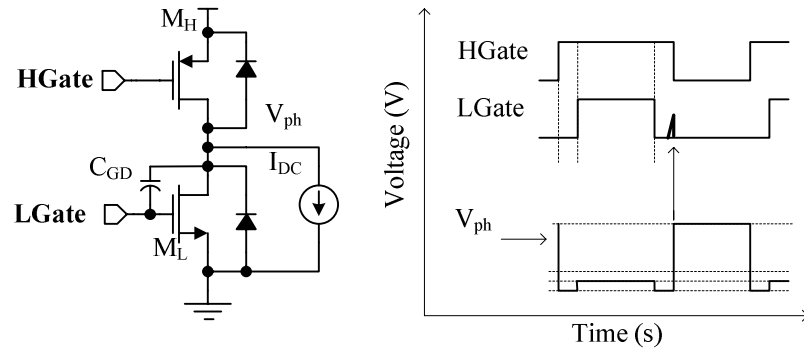 M_H
HGate
V_ph
C_GD
I_DC
LGate
M_L
HGate
LGate
Voltage (V)
V_ph
Time (s)